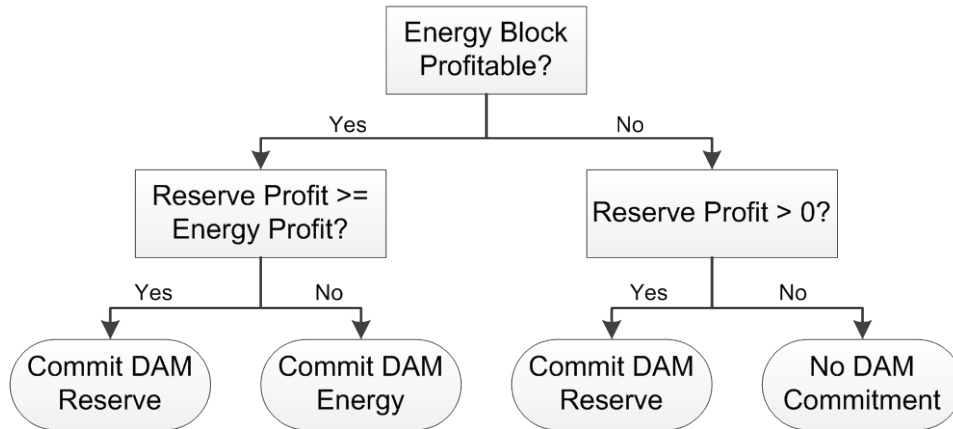 Energy Block
Profitable?
Yes
No
Reserve Profit >=
Energy Profit?
Reserve Profit > 0?
Yes
No
Yes
No
Commit DAM
Reserve
Commit DAM
Energy
Commit DAM
Reserve
No DAM
Commitment